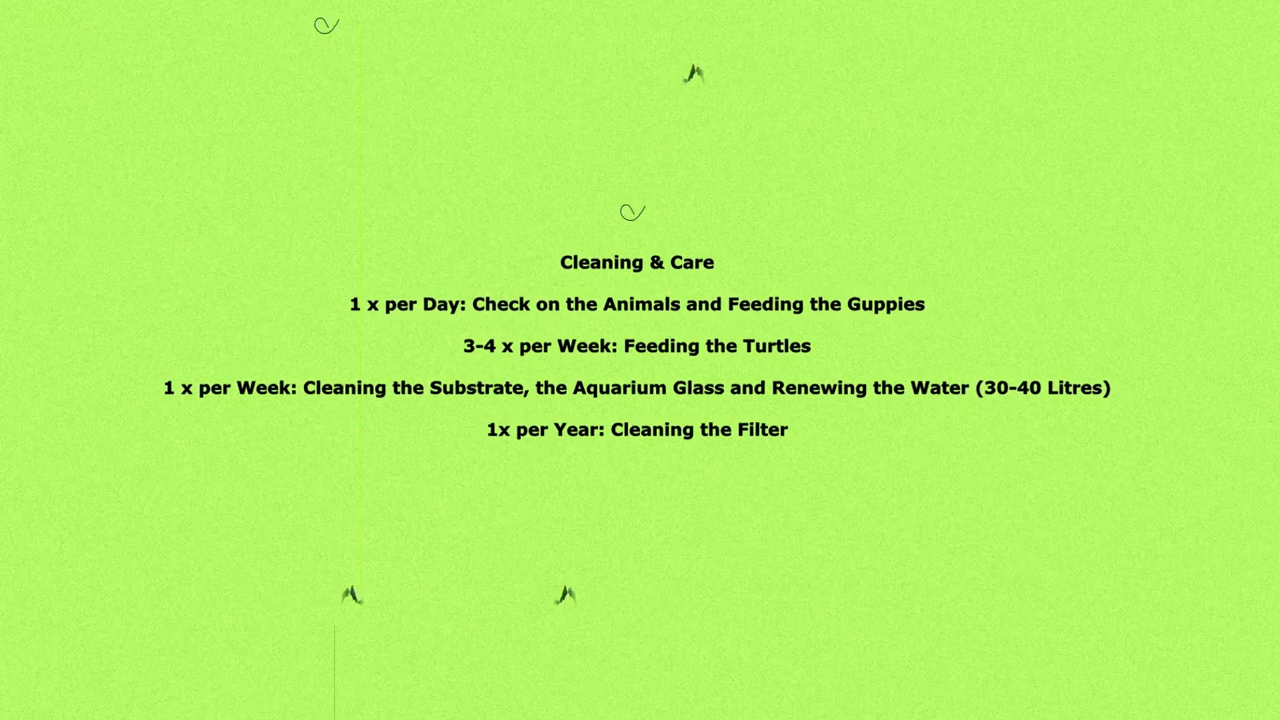 Cleaning & Care
1 x per Day: Check on the Animals and Feeding the Guppies
3-4 x per Week: Feeding the Turtles
1 x per Week: Cleaning the Substrate, the Aquarium Glass and Renewing the Water (30-40 Litres)
1x per Year: Cleaning the Filter